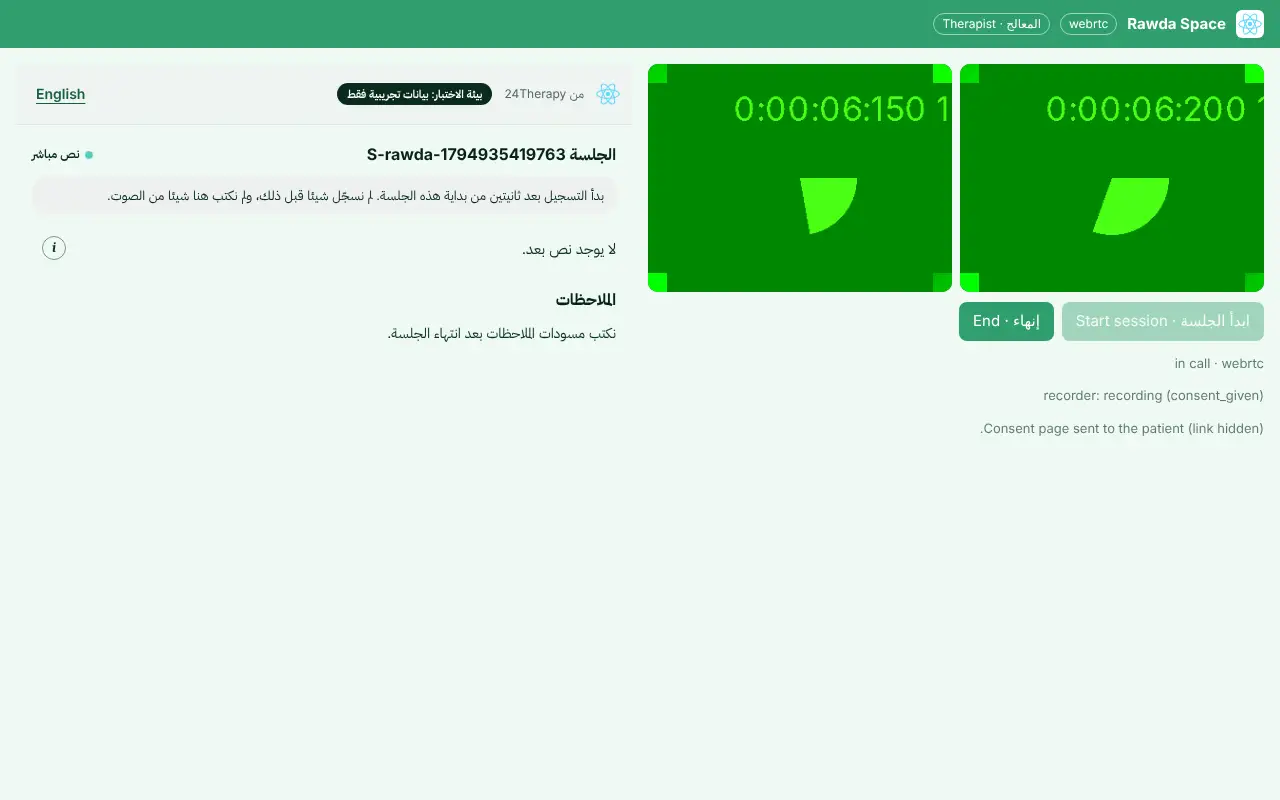 Rawda Space webrtc Therapist · المعالج
0:00:06:200 1
0:00:06:150 1
ابدأ الجلسة · Start session
إنهاء · End
in call · webrtc
recorder: recording (consent_given)
Consent page sent to the patient (link hidden).
من 24Therapy بيئة الاختبار: بيانات تجريبية فقط English
الجلسة S-rawda-1794935419763 نص مباشر
بدأ التسجيل بعد ثانيتين من بداية هذه الجلسة. لم نسجّل شيئا قبل ذلك، ولم نكتب هنا شيئا من الصوت.
لا يوجد نص بعد. i
الملاحظات
نكتب مسودات الملاحظات بعد انتهاء الجلسة.